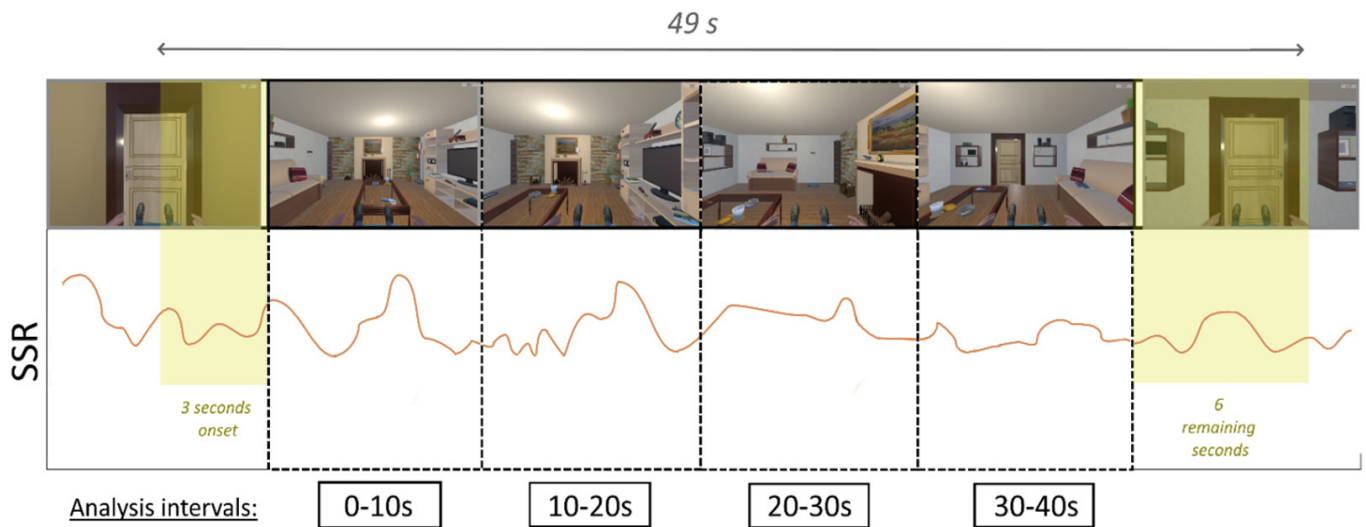 49 s
SSR
3 seconds
onset
6
remaining
seconds
Analysis intervals:
0-10s
10-20s
20-30s
30-40s